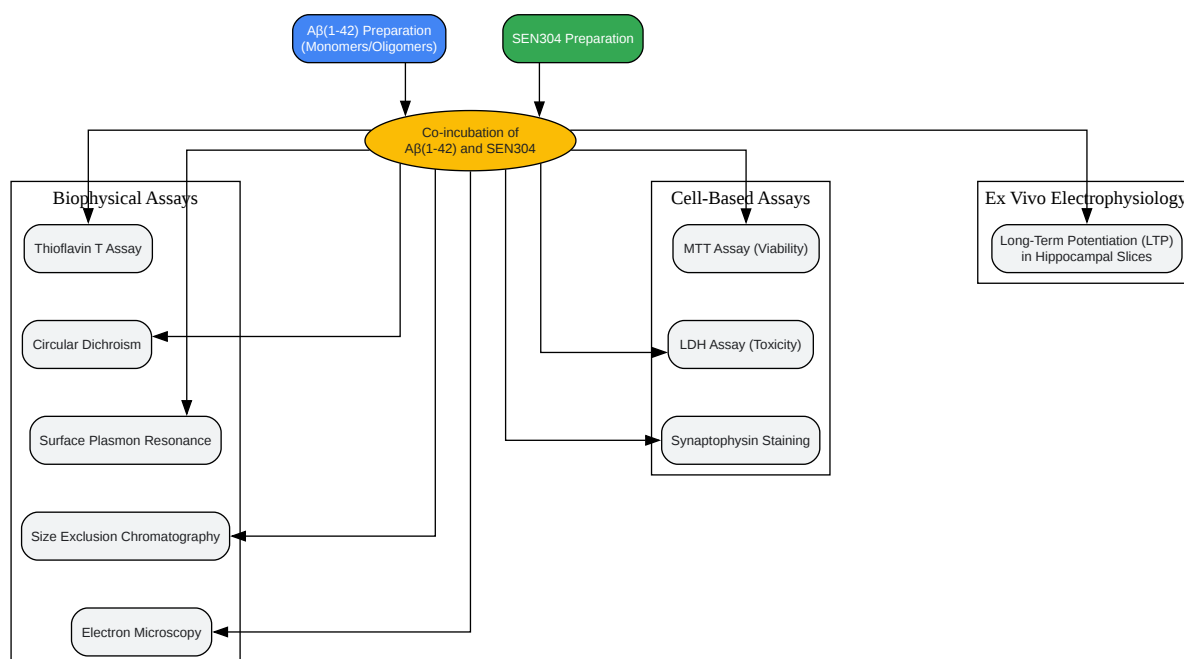 Aβ(1-42) Preparation
(Monomers/Oligomers)
SEN304 Preparation
Co-incubation of
Aβ(1-42) and SEN304
Biophysical Assays
Thioflavin T Assay
Circular Dichroism
Surface Plasmon Resonance
Size Exclusion Chromatography
Electron Microscopy
Cell-Based Assays
MTT Assay (Viability)
LDH Assay (Toxicity)
Synaptophysin Staining
Ex Vivo Electrophysiology
Long-Term Potentiation (LTP)
in Hippocampal Slices